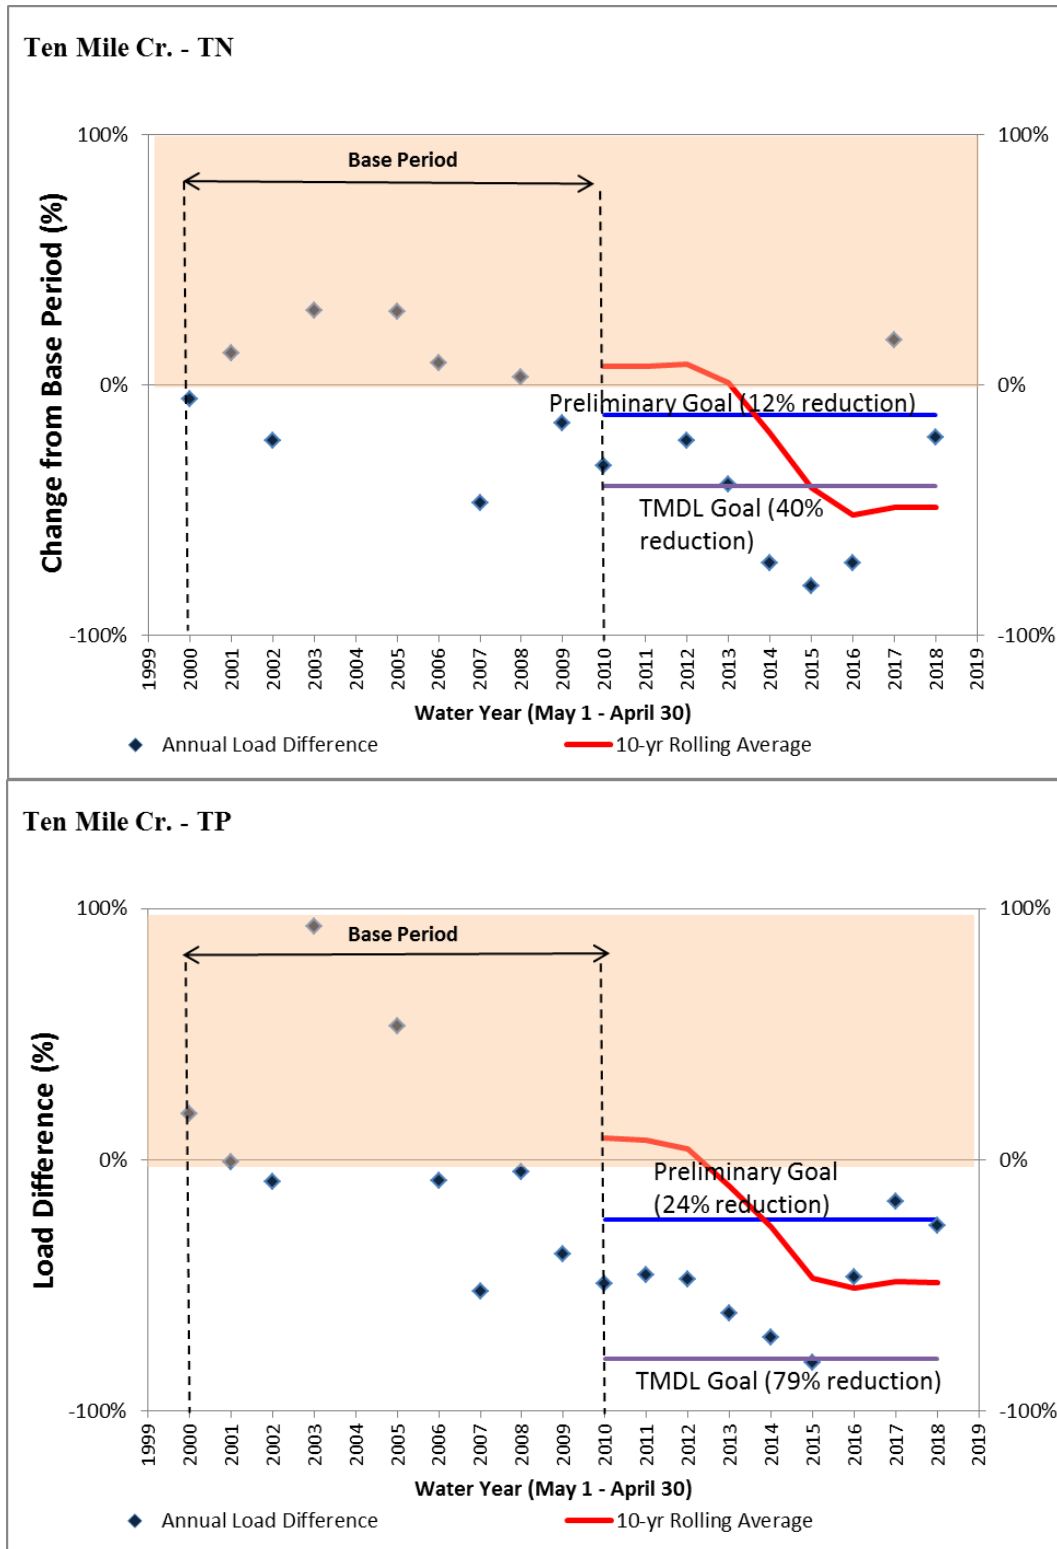 Ten Mile Cr. - TN
100%
100%
Base Period
Change from Base Period (%)
0%
0%
Preliminary Goal (12% reduction)
TMDL Goal (40%
reduction)
-100%
-100%
1999 2000 2001 2002 2003 2004 2005 2006 2007 2008 2009 2010 2011 2012 2013 2014 2015 2016 2017 2018 2019
Water Year (May 1 - April 30)
Annual Load Difference
10-yr Rolling Average
Ten Mile Cr. - TP
100%
100%
Base Period
Load Difference (%)
0%
0%
Preliminary Goal
(24% reduction)
TMDL Goal (79% reduction)
-100%
-100%
1999 2000 2001 2002 2003 2004 2005 2006 2007 2008 2009 2010 2011 2012 2013 2014 2015 2016 2017 2018 2019
Water Year (May 1 - April 30)
Annual Load Difference
10-yr Rolling Average